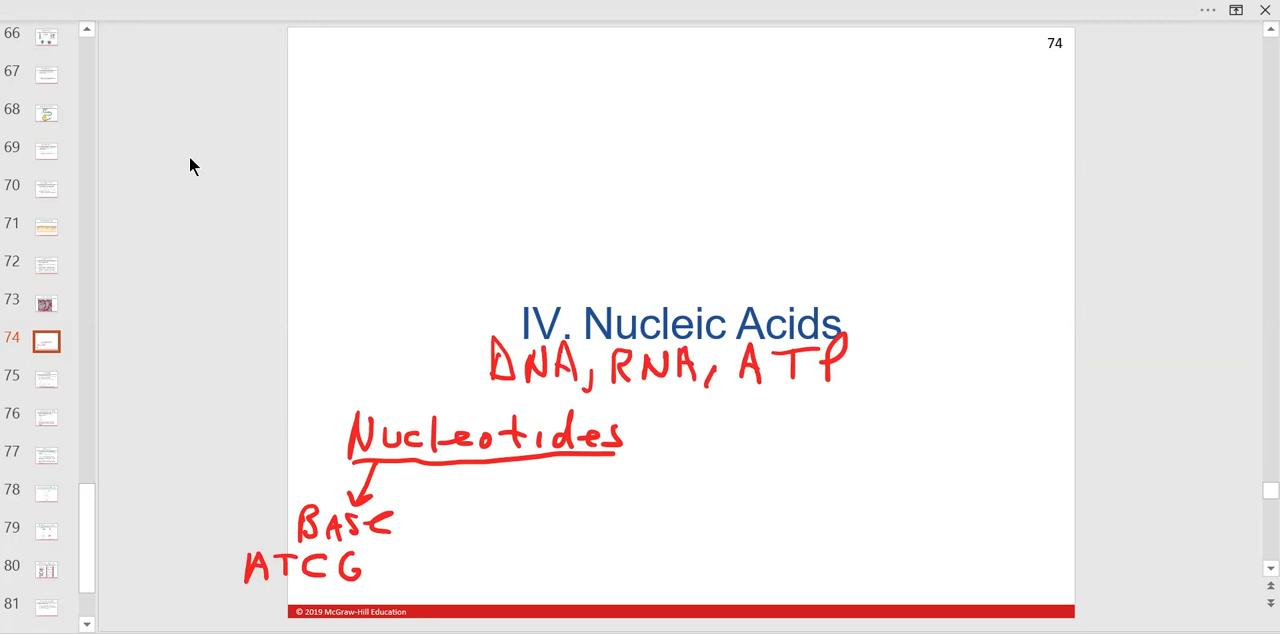 66
67
68
69
70
71
72
73
74
75
76
77
78
79
80
81
74
IV. Nucleic Acids
DNA, RNA, ATP
Nucleotides
BASE
ATCG
© 2019 McGraw-Hill Education